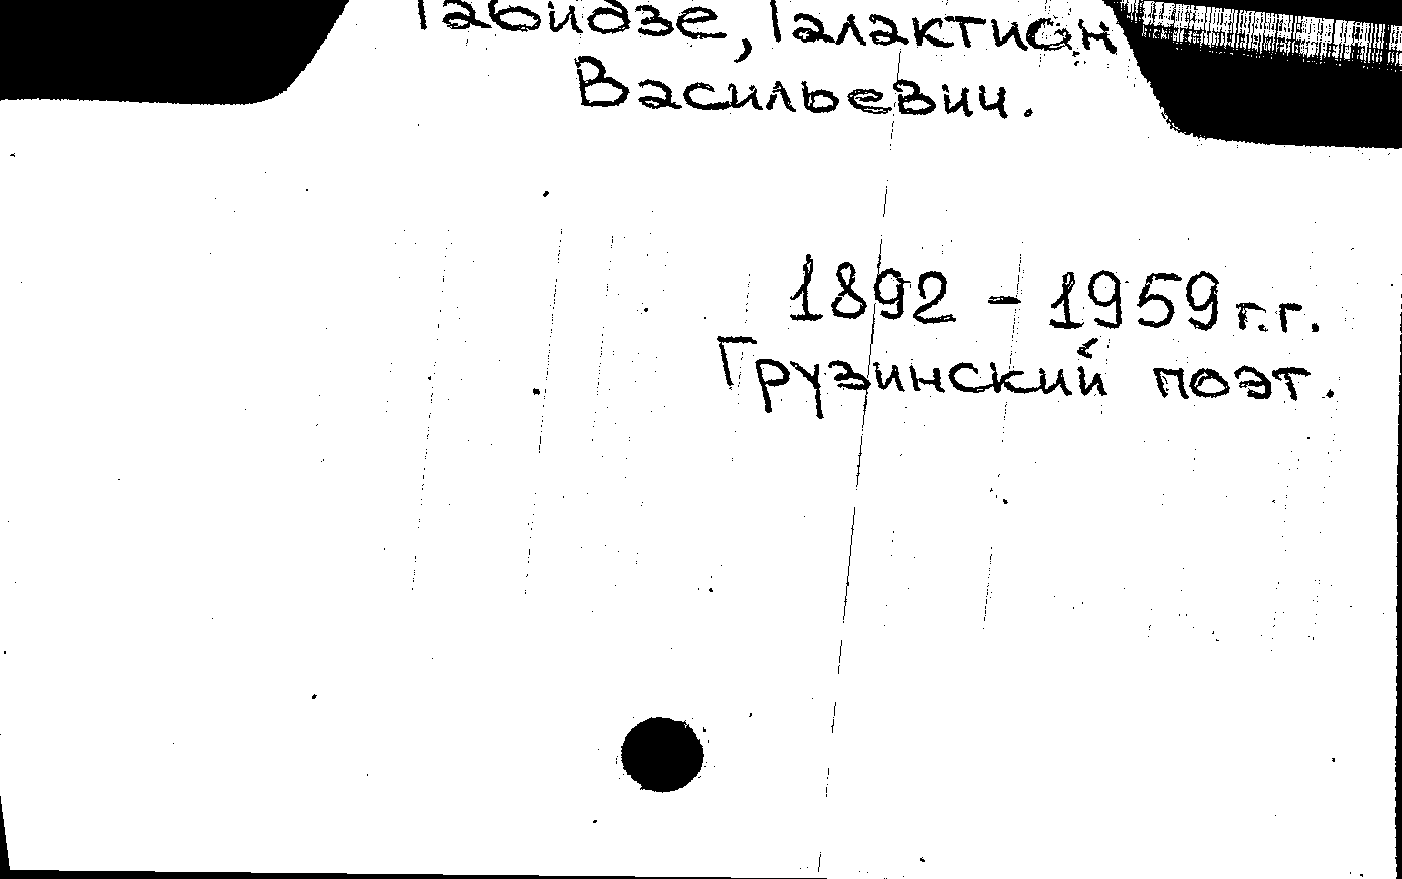 Табидзе, Галактион
Васильевич.
1892 - 1959 г.г.
Грузинский поэт.